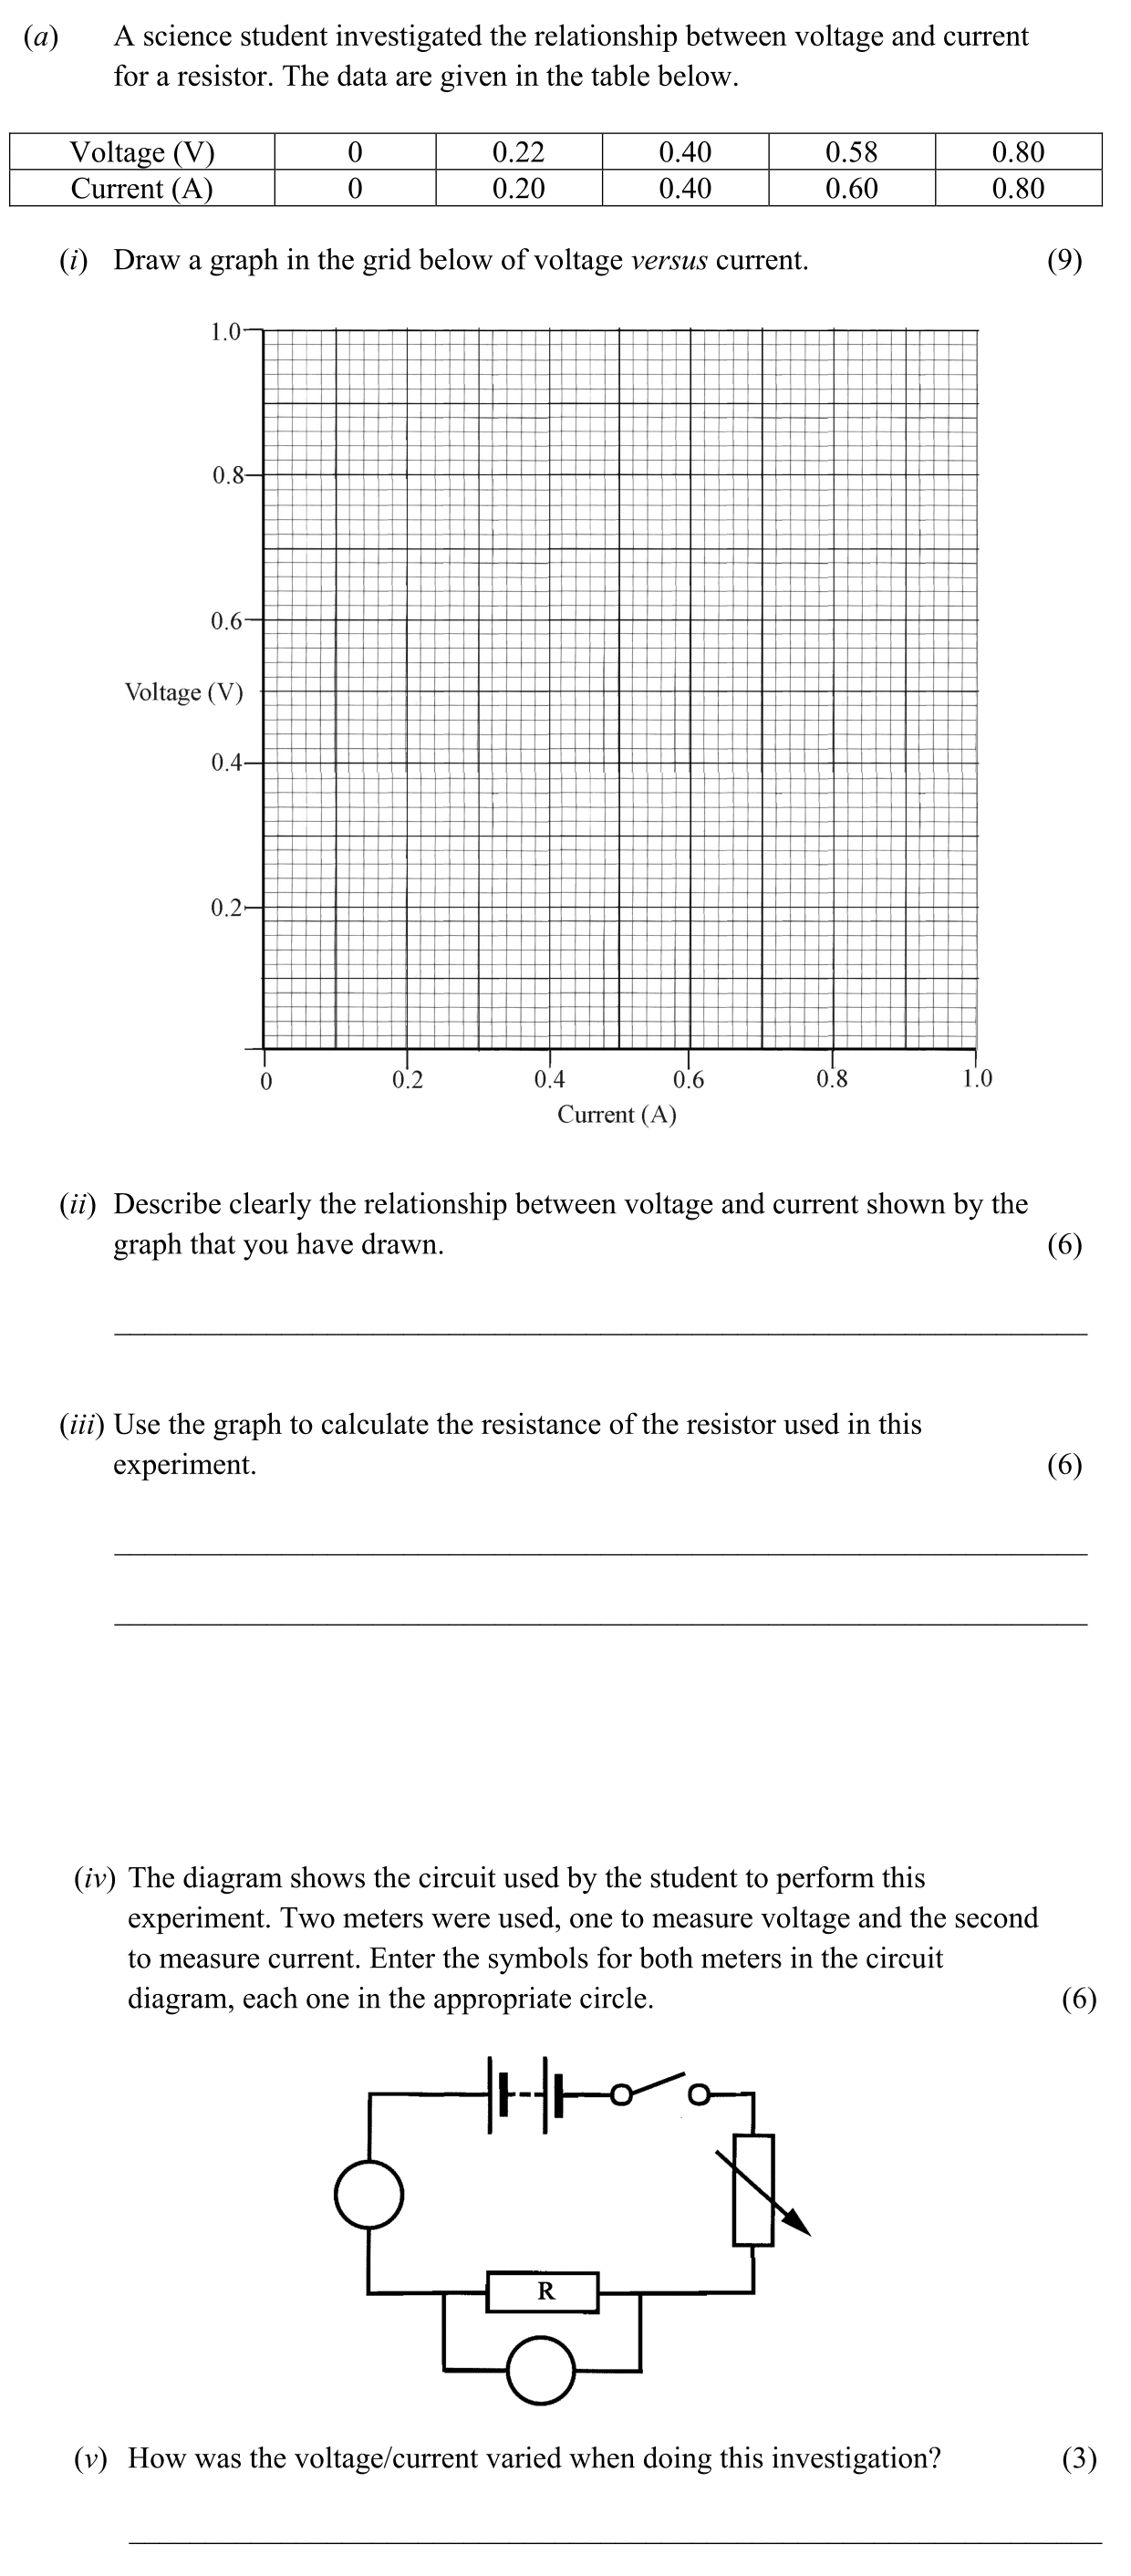 (a) A science student investigated the relationship between voltage and current
for a resistor. The data are given in the table below.
Voltage (V) 0 0.22 0.40 0.58 0.80
Current (A) 0 0.20 0.40 0.60 0.80
(i) Draw a graph in the grid below of voltage versus current. (9)
1.0
0.8
0.6
Voltage (V)
0.4
0.2
0 0.2 0.4 0.6 0.8 1.0
Current (A)
(ii) Describe clearly the relationship between voltage and current shown by the
graph that you have drawn. (6)
(iii) Use the graph to calculate the resistance of the resistor used in this
experiment. (6)
(iv) The diagram shows the circuit used by the student to perform this
experiment. Two meters were used, one to measure voltage and the second
to measure current. Enter the symbols for both meters in the circuit
diagram, each one in the appropriate circle. (6)
R
(v) How was the voltage/current varied when doing this investigation? (3)